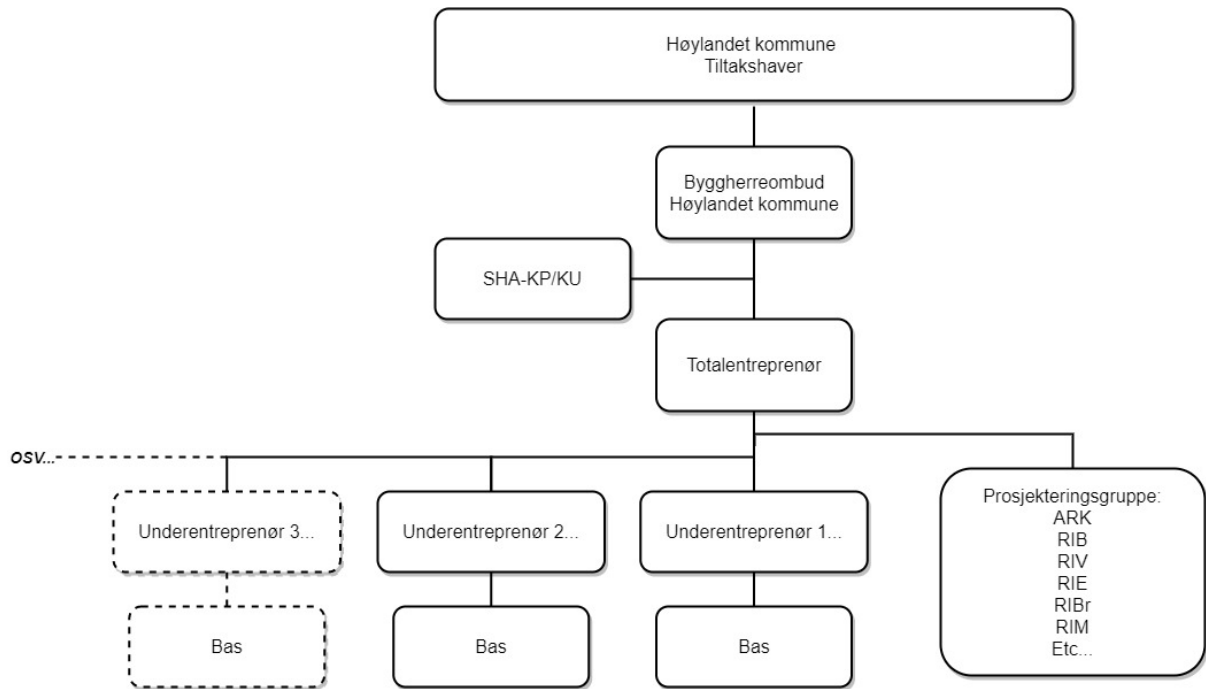 Høylandet kommune
Tiltakshaver
Byggherreombud
Høylandet kommune
SHA-KP/KU
Totalentreprenør
osv...
Underentreprenør 3...
Underentreprenør 2...
Underentreprenør 1...
Prosjekteringsgruppe:
ARK
RIB
RIV
RIE
RIBr
RIM
Etc...
Bas
Bas
Bas